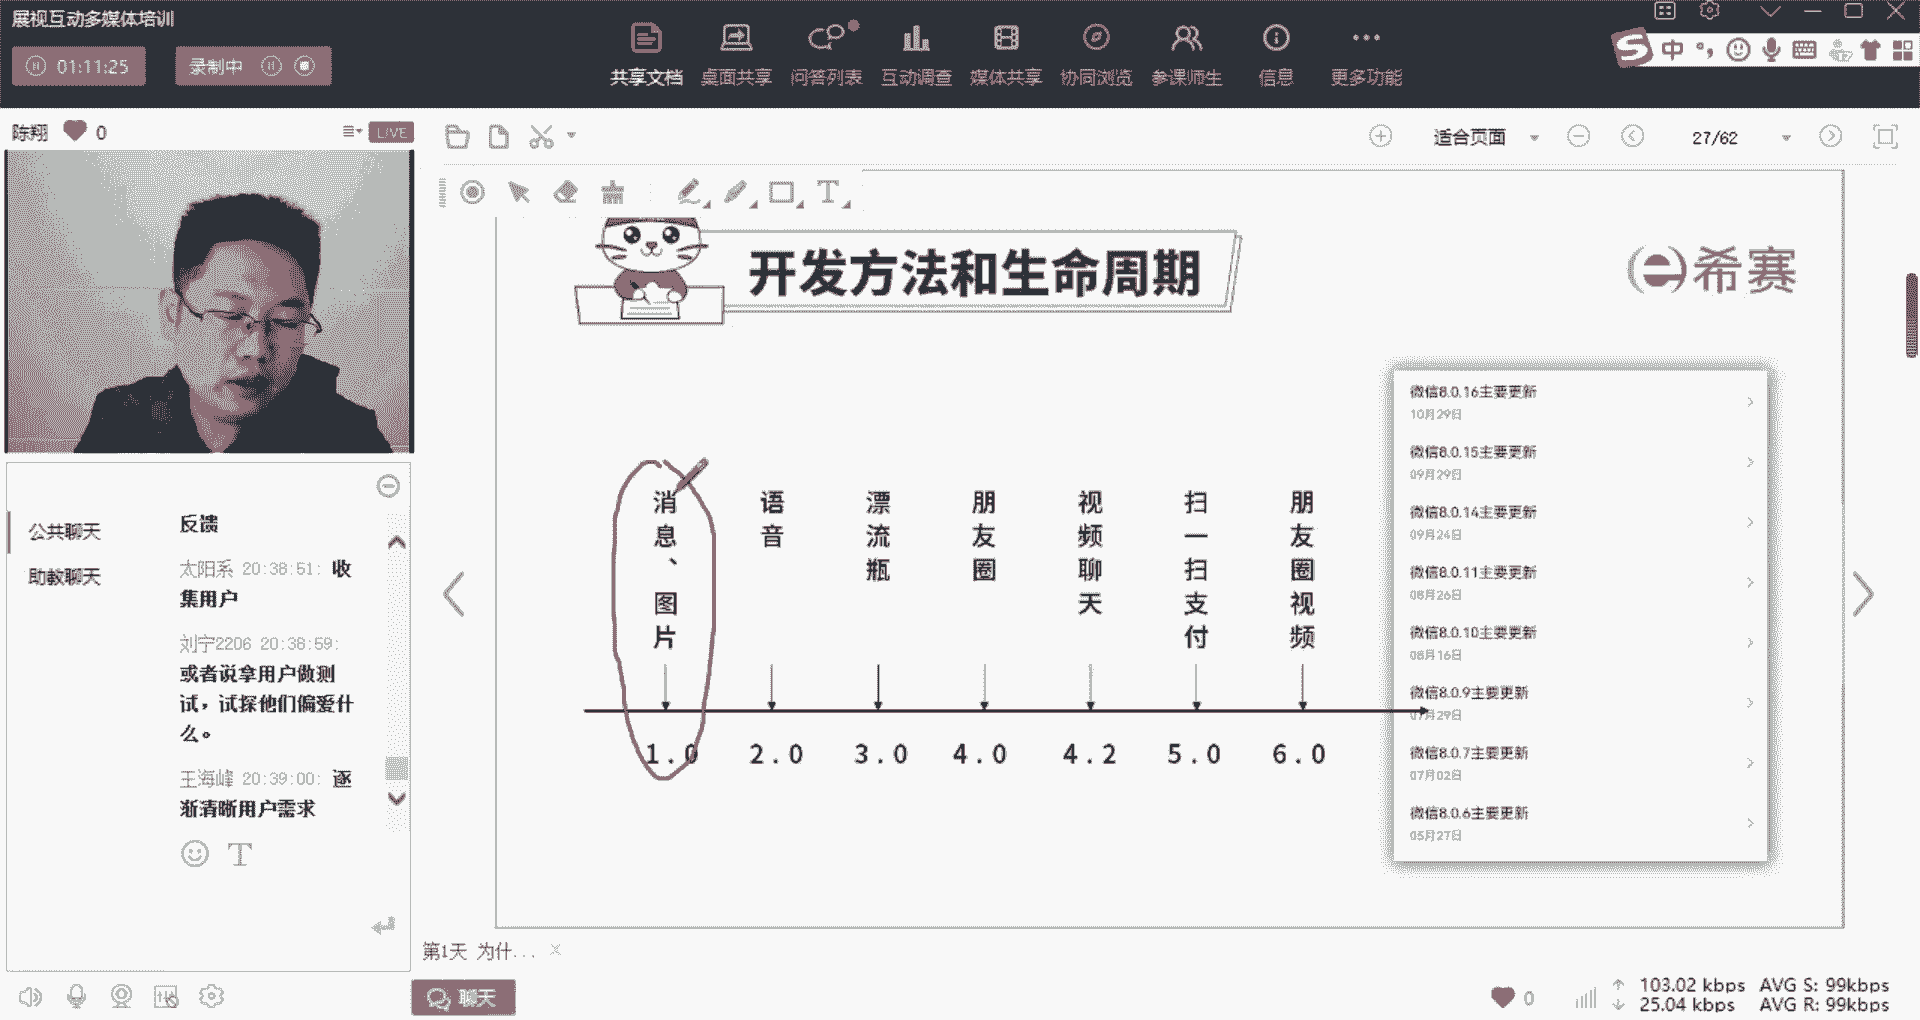 展视互动多媒体培训
01:11:25
录制中
共享文档
桌面共享
问答列表
互动调查
媒体共享
协同浏览
参课师生
信息
更多功能
中
陈翔
0
LIVE
适合页面
27/62
开发方法和生命周期
希赛
消息、图片
语音
漂流瓶
朋友圈
视频聊天
扫一扫支付
朋友圈视频
1.0
2.0
3.0
4.0
4.2
5.0
6.0
微信8.0.16主要更新
10月29日
微信8.0.15主要更新
09月29日
微信8.0.14主要更新
09月24日
微信8.0.11主要更新
08月26日
微信8.0.10主要更新
08月16日
微信8.0.9主要更新
07月29日
微信8.0.7主要更新
07月02日
微信8.0.6主要更新
05月27日
公共聊天
助教聊天
反馈
太阳系 20:38:51: 收
集用户
刘宁2206 20:38:59:
或者说拿用户做测
试，试探他们偏爱什
么。
王海峰 20:39:00: 逐
渐清晰用户需求
第1天 为什...
聊天
0
103.02 kbps AVG S: 99kbps
25.04 kbps AVG R: 99kbps